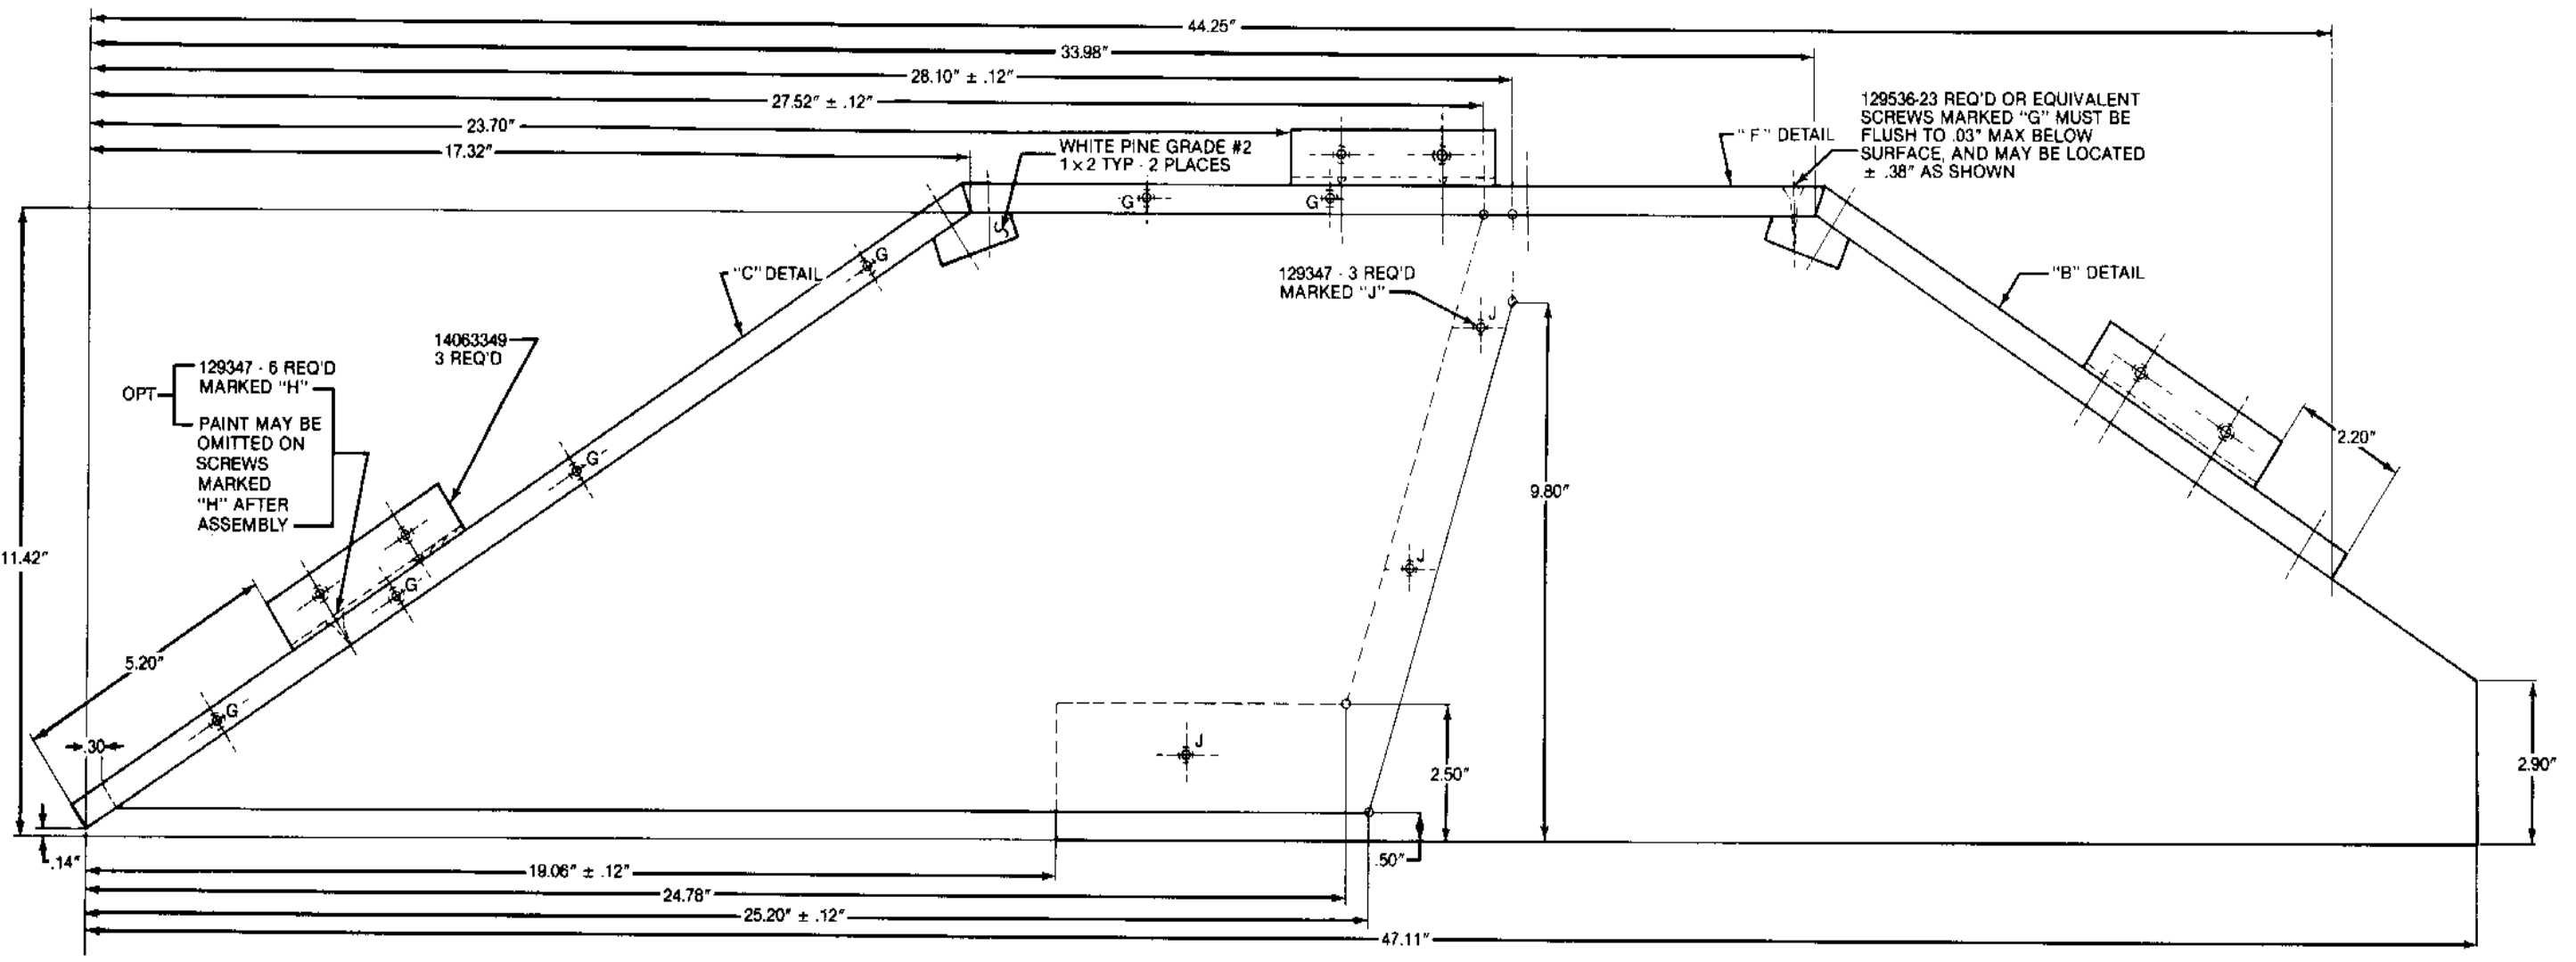 44.25"
33.98"
28.10" ± .12"
27.52" ± .12"
23.70"
17.32"
WHITE PINE GRADE #2
1 x 2 TYP - 2 PLACES
"F" DETAIL
129536-23 REQ'D OR EQUIVALENT
SCREWS MARKED "G" MUST BE
FLUSH TO .03" MAX BELOW
SURFACE, AND MAY BE LOCATED
± .38" AS SHOWN
G
G
G
"C" DETAIL
129347 - 3 REQ'D
MARKED "J"
J
"B" DETAIL
14063349
3 REQ'D
OPT
129347 - 6 REQ'D
MARKED "H"
PAINT MAY BE
OMITTED ON
SCREWS
MARKED
"H" AFTER
ASSEMBLY
G
2.20"
9.80"
11.42"
J
G
5.20"
G
.30
J
2.50"
2.90"
.14"
.50"
19.06" ± .12"
24.78"
25.20" ± .12"
47.11"